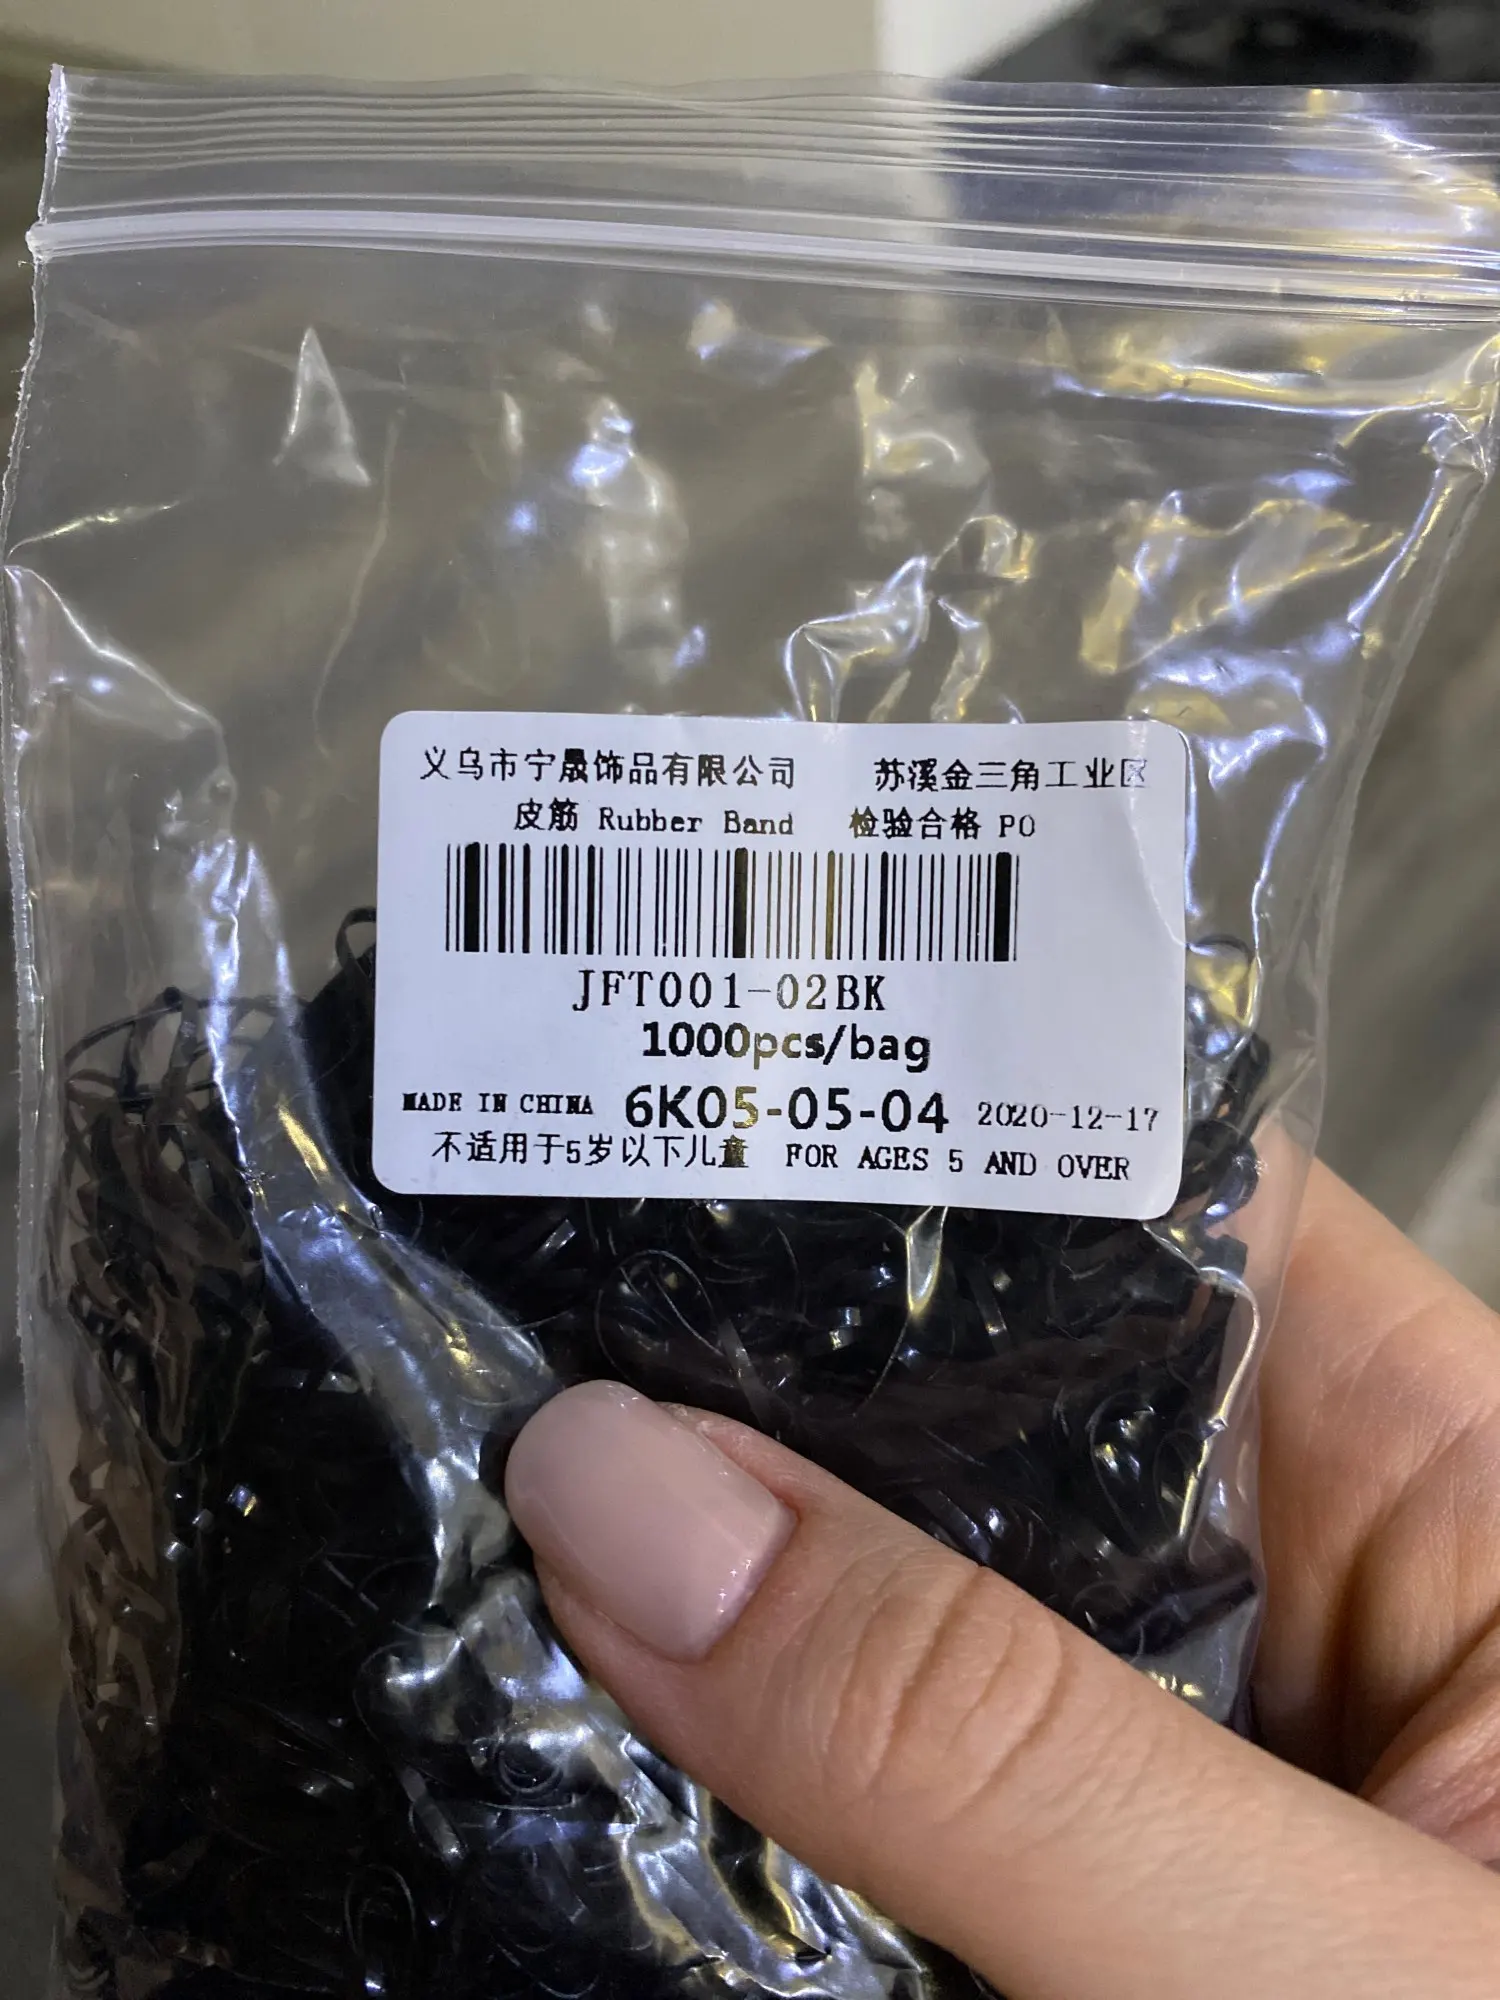 义乌市宁晟饰品有限公司 苏溪金三角工业区
皮筋 Rubber Band 检验合格 PO
JFT001-02BK
1000pcs/bag
MADE IN CHINA 6K05-05-04 2020-12-17
不适用于5岁以下儿童 FOR AGES 5 AND OVER